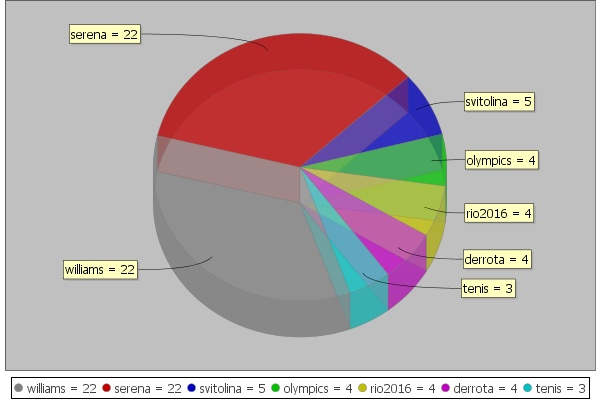 serena = 22
svitolina = 5
olympics = 4
rio2016 = 4
derrota = 4
williams = 22
tenis = 3
williams = 22 serena = 22 svitolina = 5 olympics = 4 rio2016 = 4 derrota = 4 tenis = 3